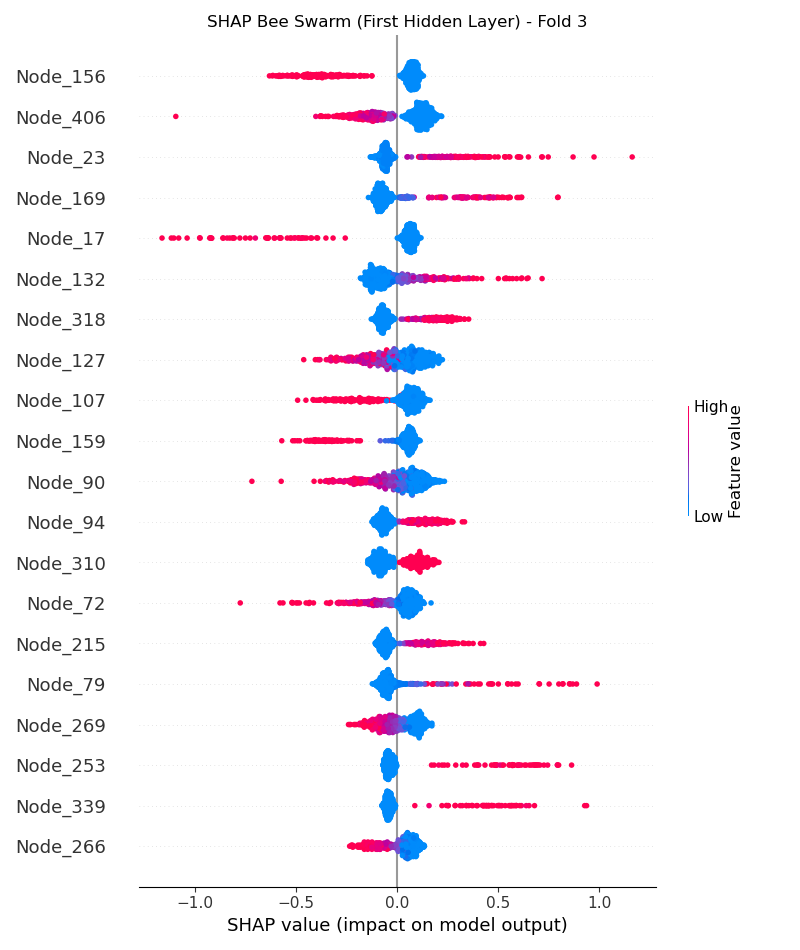 SHAP Bee Swarm (First Hidden Layer) - Fold 3
Node_156
Node_406
Node_23
Node_169
Node_17
Node_132
Node_318
Node_127
Node_107
Node_159
Node_90
Node_94
Node_310
Node_72
Node_215
Node_79
Node_269
Node_253
Node_339
Node_266
High
Feature value
Low
−1.0 −0.5 0.0 0.5 1.0
SHAP value (impact on model output)